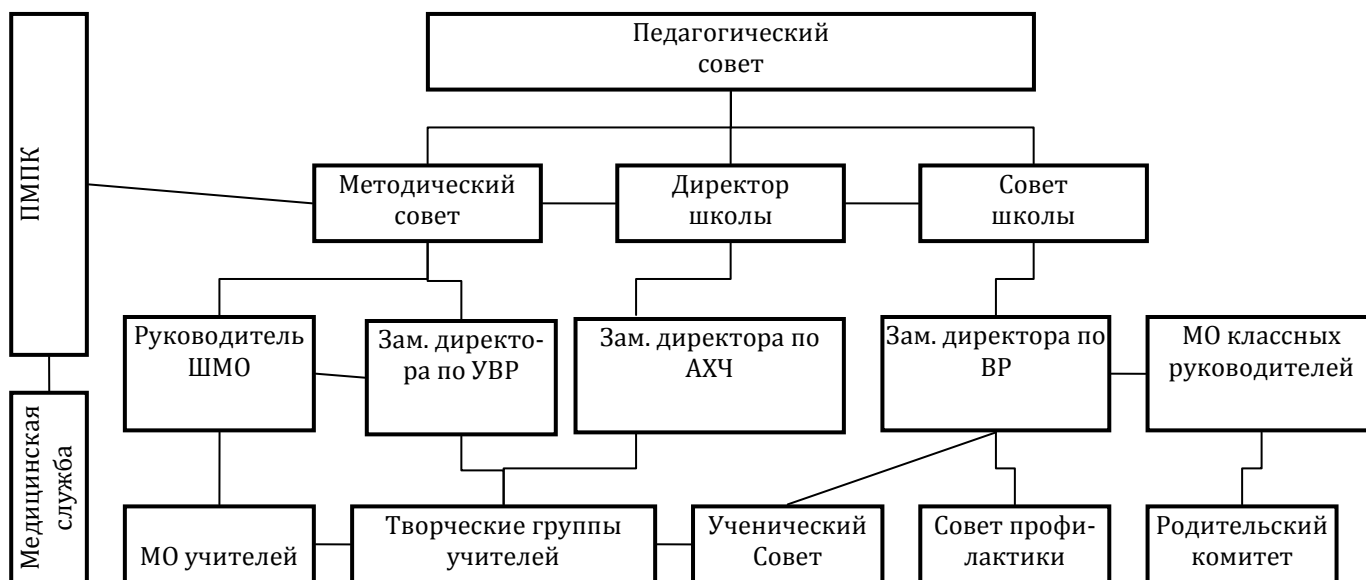 Педагогический
совет
ПМПК
Методический
совет
Директор
школы
Совет
школы
Руководитель
ШМО
Зам. директо-
ра по УВР
Зам. директора по
АХЧ
Зам. директора по
ВР
МО классных
руководителей
Медицинская
служба
МО учителей
Творческие группы
учителей
Ученический
Совет
Совет профи-
лактики
Родительский
комитет